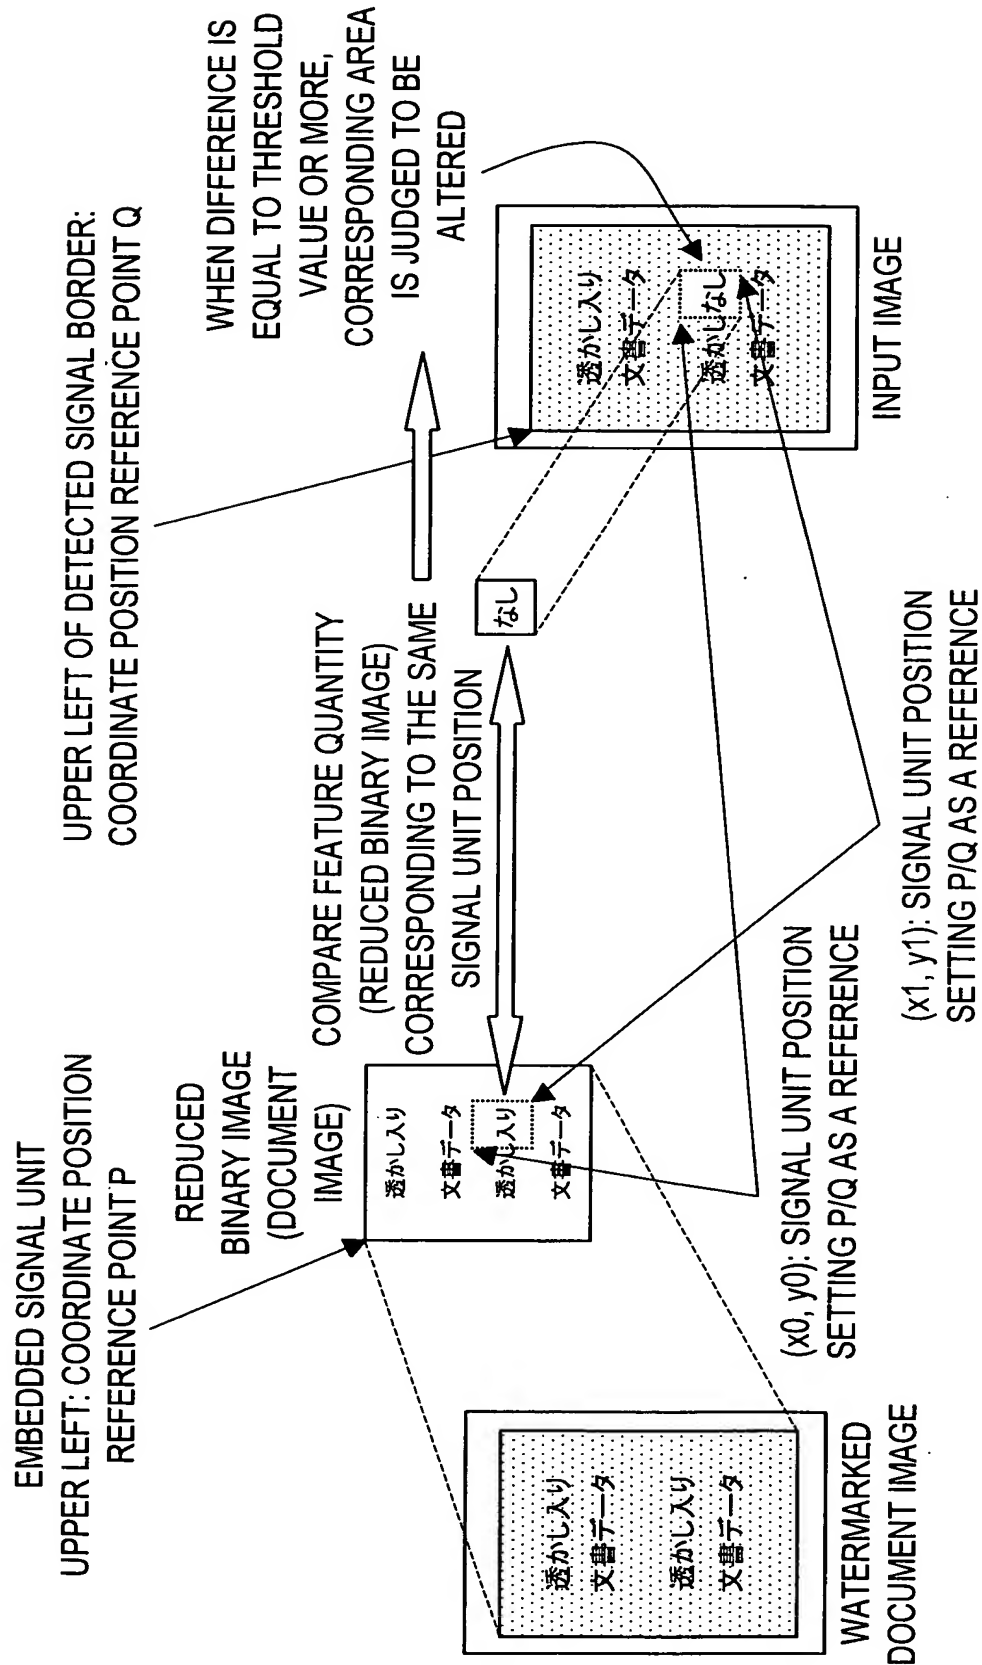 EMBEDDED SIGNAL UNIT
UPPER LEFT: COORDINATE POSITION
REFERENCE POINT P
UPPER LEFT OF DETECTED SIGNAL BORDER:
COORDINATE POSITION REFERENCE POINT Q
REDUCED
BINARY IMAGE
(DOCUMENT
IMAGE)
COMPARE FEATURE QUANTITY
(REDUCED BINARY IMAGE)
CORRESPONDING TO THE SAME
SIGNAL UNIT POSITION
WHEN DIFFERENCE IS
EQUAL TO THRESHOLD
VALUE OR MORE,
CORRESPONDING AREA
IS JUDGED TO BE
ALTERED
透かし入り
文書データ
透かし入り
文書データ
WATERMARKED
DOCUMENT IMAGE
透かし入り
文書データ
透かし入り
文書データ
なし
透かし入り
文書データ
透かしなし
文書データ
INPUT IMAGE
(x0, y0): SIGNAL UNIT POSITION
SETTING P/Q AS A REFERENCE
(x1, y1): SIGNAL UNIT POSITION
SETTING P/Q AS A REFERENCE